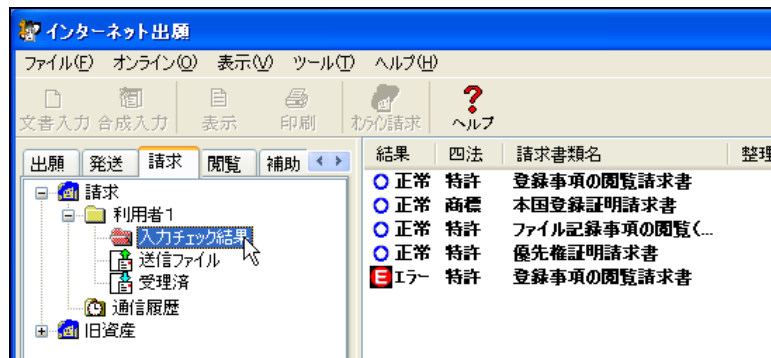 インターネット出願
ファイル(F) オンライン(O) 表示(V) ツール(T) ヘルプ(H)
文書入力 合成入力 表示 印刷 オンライン請求 ヘルプ
出願 発送 請求 閲覧 補助
結果 四法 請求書類名 整理
請求
利用者1
入力チェック結果
送信ファイル
受理済
通信履歴
旧資産
正常 特許 登録事項の閲覧請求書
正常 商標 本国登録証明請求書
正常 特許 ファイル記録事項の閲覧(...
正常 特許 優先権証明請求書
E エラー 特許 登録事項の閲覧請求書